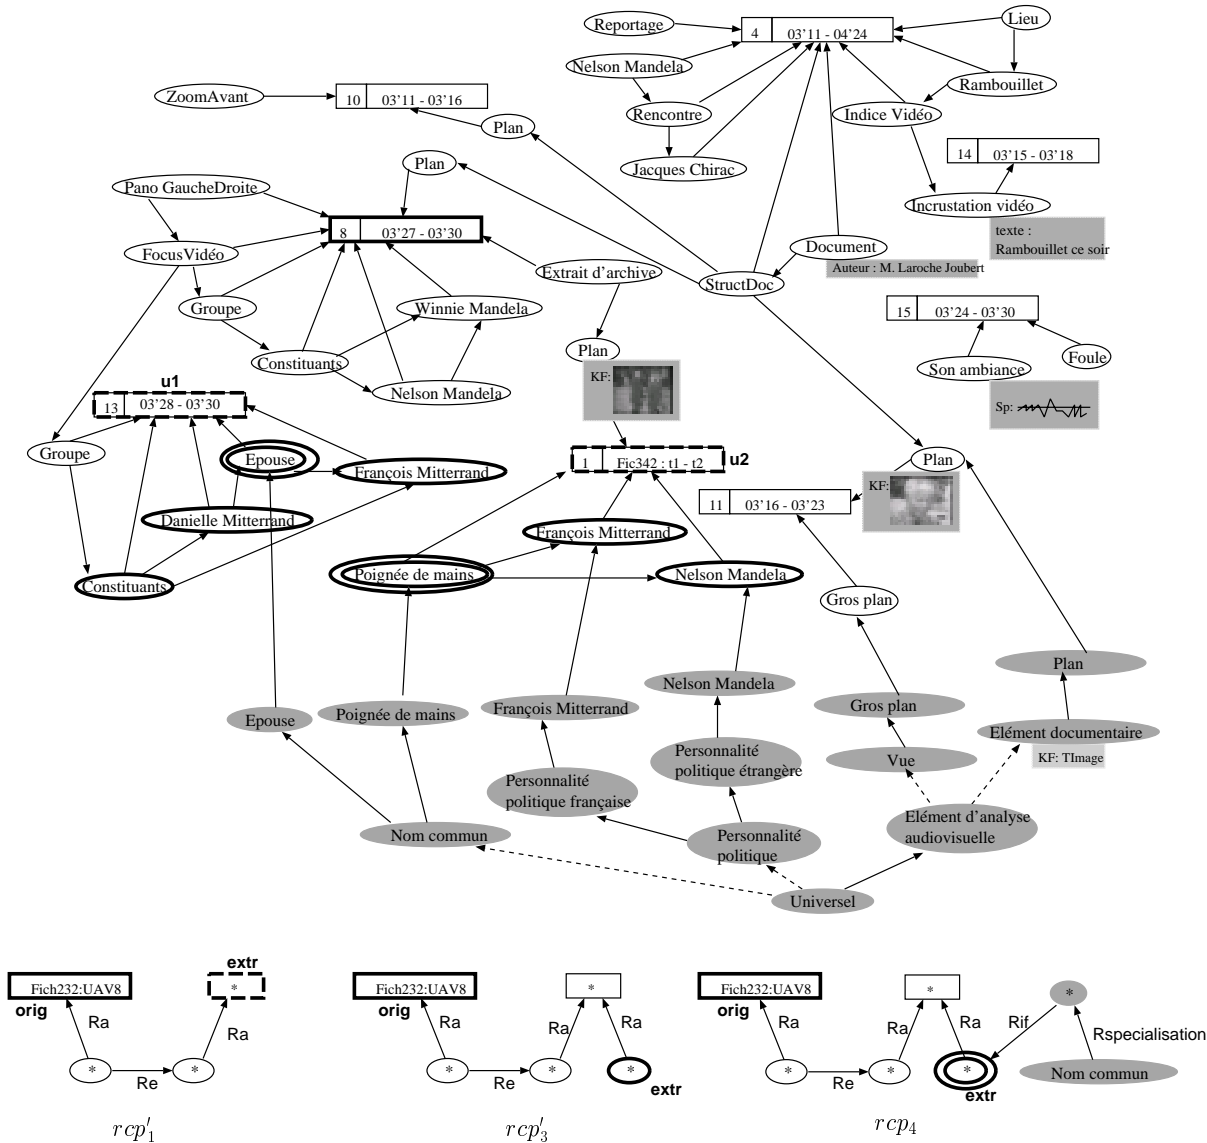 Reportage
4 03'11 - 04'24
Lieu
Nelson Mandela
ZoomAvant
10 03'11 - 03'16
Rambouillet
Plan
Rencontre
Indice Vidéo
14 03'15 - 03'18
Plan
Jacques Chirac
Pano GaucheDroite
Incrustation vidéo
texte :
Rambouillet ce soir
8 03'27 - 03'30
FocusVidéo
Extrait d'archive
Document
Auteur : M. Laroche Joubert
StructDoc
Groupe
Winnie Mandela
15 03'24 - 03'30
Constituants
Plan
KF:
Son ambiance
Foule
Nelson Mandela
u1
13 03'28 - 03'30
Sp:
Groupe
Epouse
François Mitterrand
1 Fic342 : t1 - t2
u2
Plan
KF:
11 03'16 - 03'23
Danielle Mitterrand
François Mitterrand
Constituants
Poignée de mains
Nelson Mandela
Gros plan
Plan
Nelson Mandela
Epouse
Poignée de mains
François Mitterrand
Gros plan
Elément documentaire
KF: TImage
Personnalité
politique étrangère
Vue
Personnalité
politique française
Elément d'analyse
audiovisuelle
Nom commun
Personnalité
politique
Universel
Fich232:UAV8
orig
extr
*
Ra
Ra
*
Re
*
rcp'1
Fich232:UAV8
orig
*
Ra
Ra
Ra
*
Re
*
*
extr
rcp'3
Fich232:UAV8
orig
*
*
Ra
Ra
Ra
Rif
Rspecialisation
*
Re
*
*
extr
Nom commun
rcp4